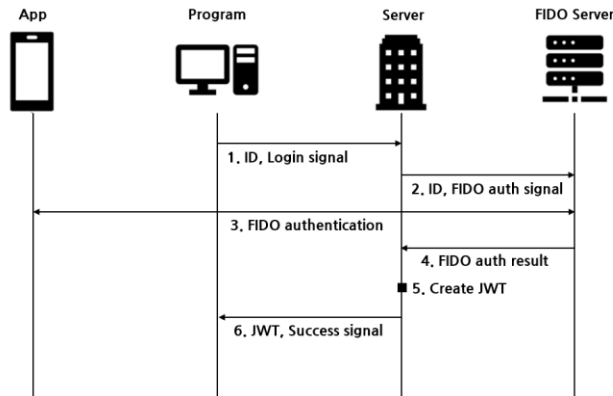 App
Program
Server
FIDO Server
1. ID, Login signal
2. ID, FIDO auth signal
3. FIDO authentication
4. FIDO auth result
5. Create JWT
6. JWT, Success signal